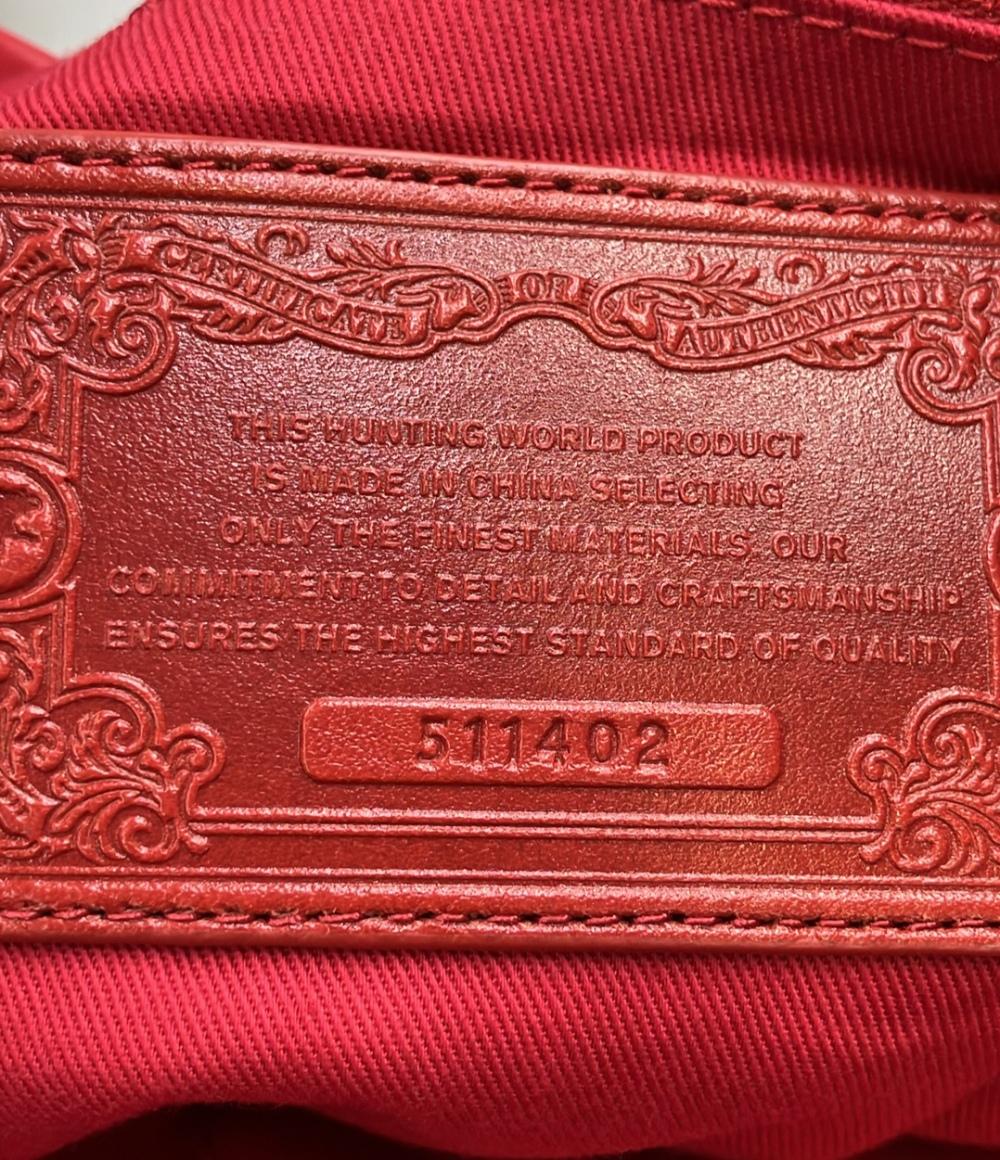 CERTIFICATE OF AUTHENTICITY
THIS HUNTING WORLD PRODUCT
IS MADE IN CHINA SELECTING
ONLY THE FINEST MATERIALS. OUR
COMMITMENT TO DETAIL AND CRAFTSMANSHIP
ENSURES THE HIGHEST STANDARD OF QUALITY
511402